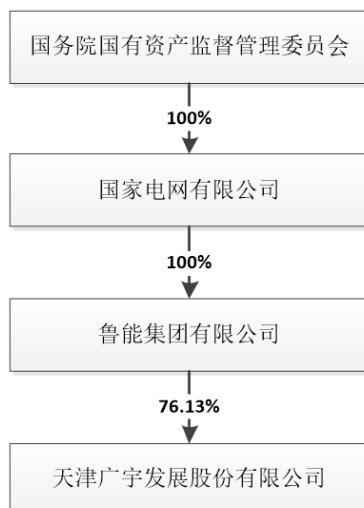 国务院国有资产监督管理委员会
100%
国家电网有限公司
100%
鲁能集团有限公司
76.13%
天津广宇发展股份有限公司